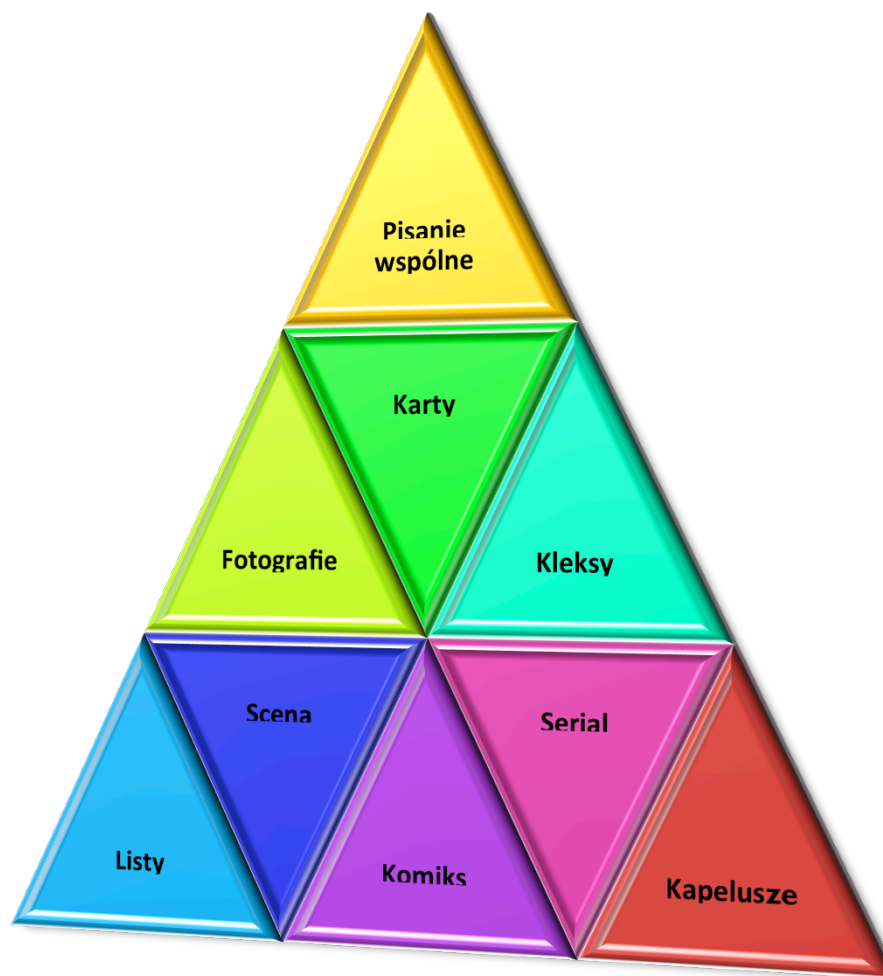 Pisanie
wspólne
Karty
Fotografie
Kleksy
Scena
Serial
Listy
Komiks
Kapelusze